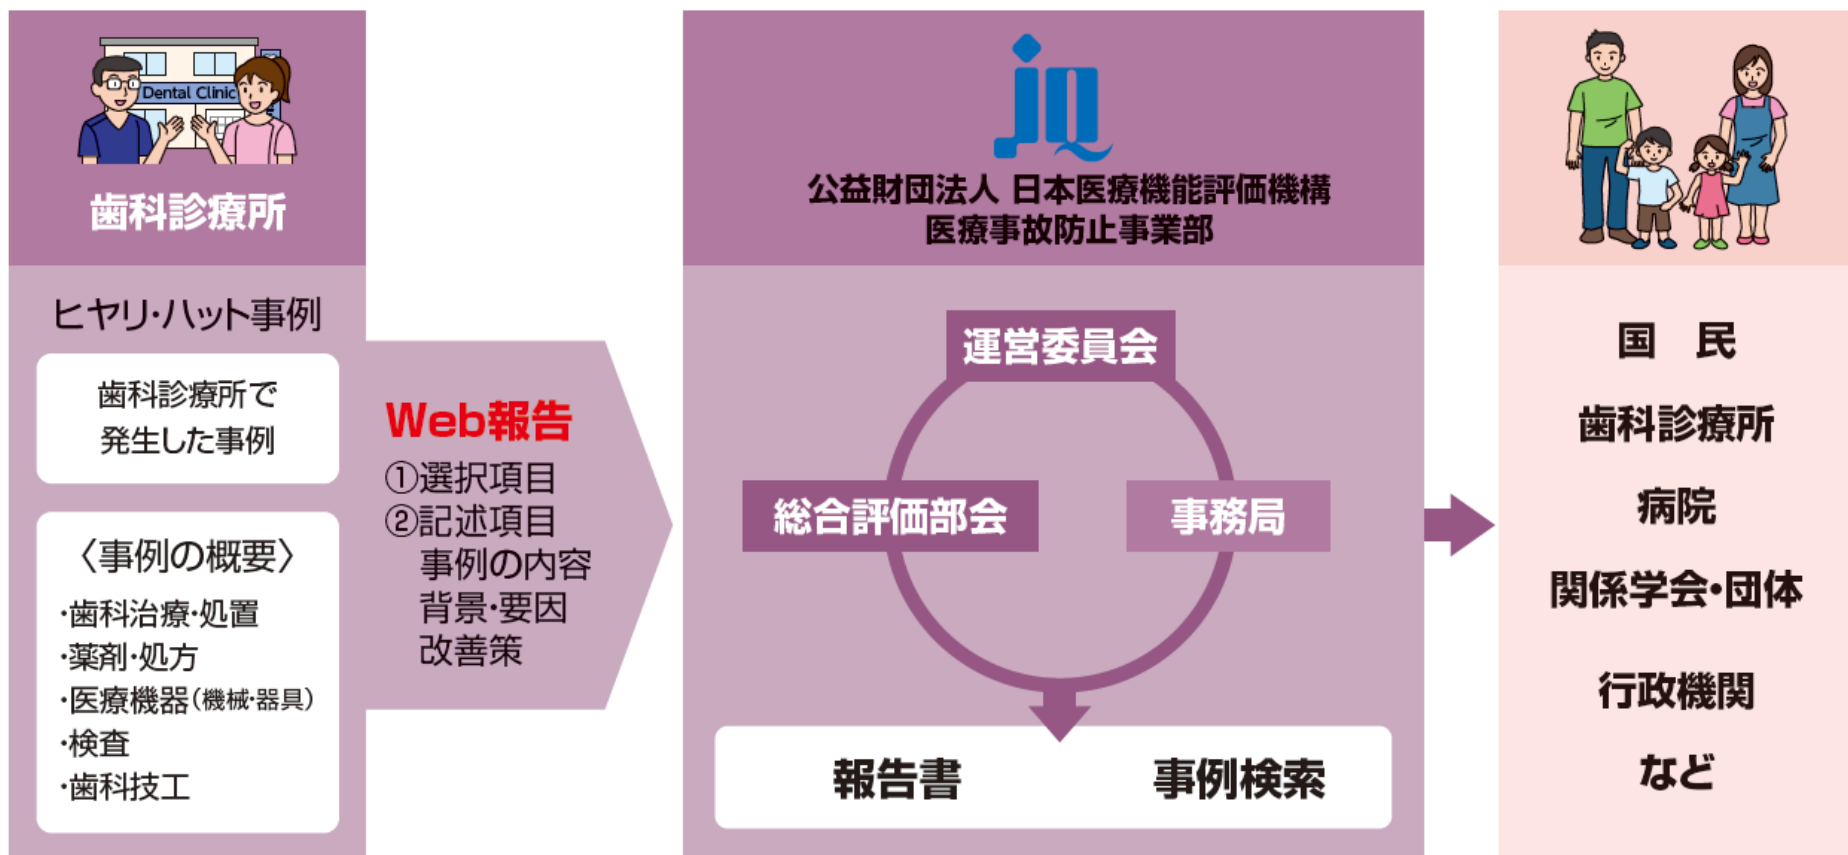 Dental Clinic
歯科診療所
ヒヤリ・ハット事例
歯科診療所で
発生した事例
〈事例の概要〉
・歯科治療・処置
・薬剤・処方
・医療機器(機械・器具)
・検査
・歯科技工
Web報告
①選択項目
②記述項目
事例の内容
背景・要因
改善策
jq
公益財団法人 日本医療機能評価機構
医療事故防止事業部
運営委員会
総合評価部会
事務局
報告書
事例検索
国 民
歯科診療所
病院
関係学会・団体
行政機関
など